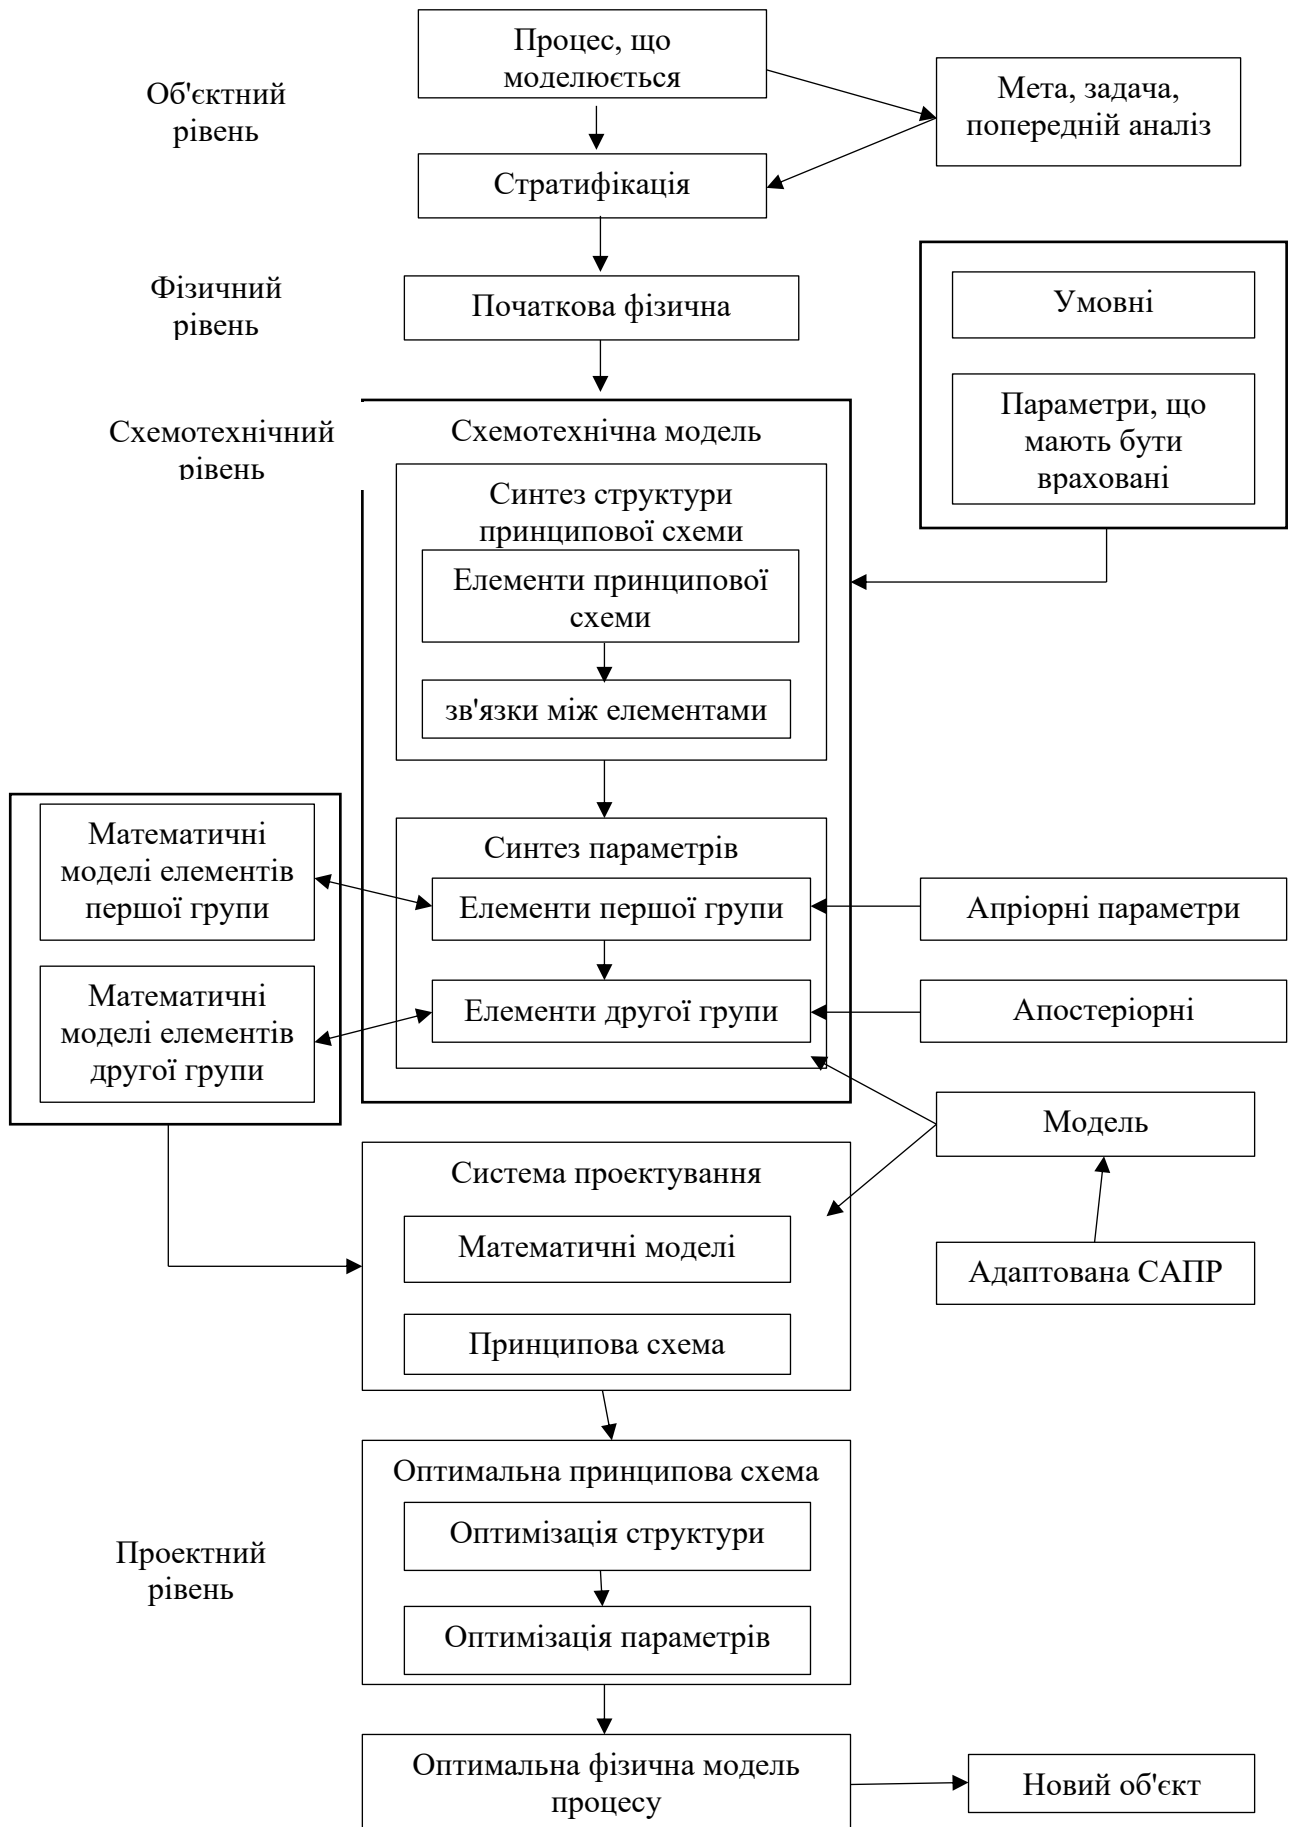 Процес, що
моделюється
Об'єктний
рівень
Мета, задача,
попередній аналіз
Стратифікація
Фізичний
рівень
Початкова фізична
Умовні
Параметри, що
мають бути
враховані
Схемотехнічний
рівень
Схемотехнічна модель
Синтез структури
принципової схеми
Елементи принципової
схеми
зв'язки між елементами
Математичні
моделі елементів
першої групи
Математичні
моделі елементів
другої групи
Синтез параметрів
Елементи першої групи
Елементи другої групи
Апріорні параметри
Апостеріорні
Модель
Адаптована САПР
Система проектування
Математичні моделі
Принципова схема
Проектний
рівень
Оптимальна принципова схема
Оптимізація структури
Оптимізація параметрів
Оптимальна фізична модель
процесу
Новий об'єкт